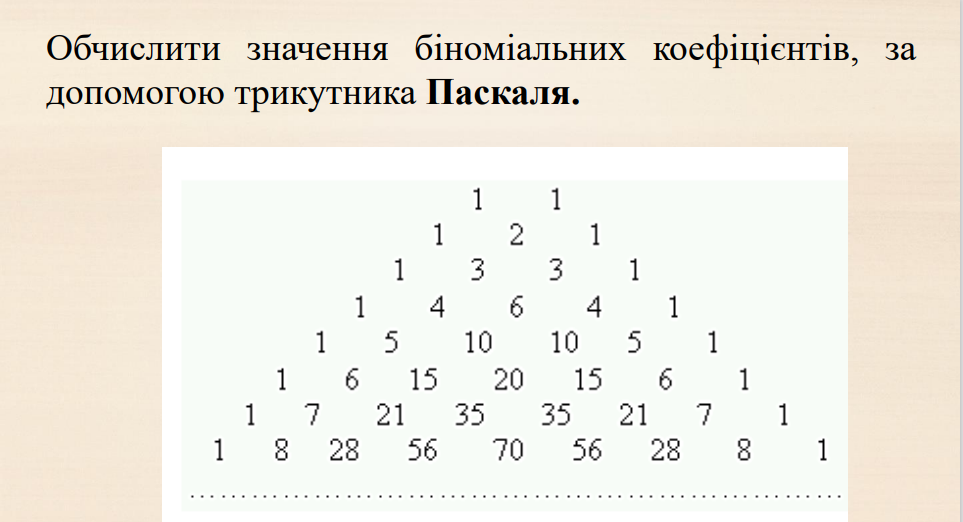 Обчислити значення біноміальних коефіцієнтів, за
допомогою трикутника Паскаля.
1 1
1 2 1
1 3 3 1
1 4 6 4 1
1 5 10 10 5 1
1 6 15 20 15 6 1
1 7 21 35 35 21 7 1
1 8 28 56 70 56 28 8 1